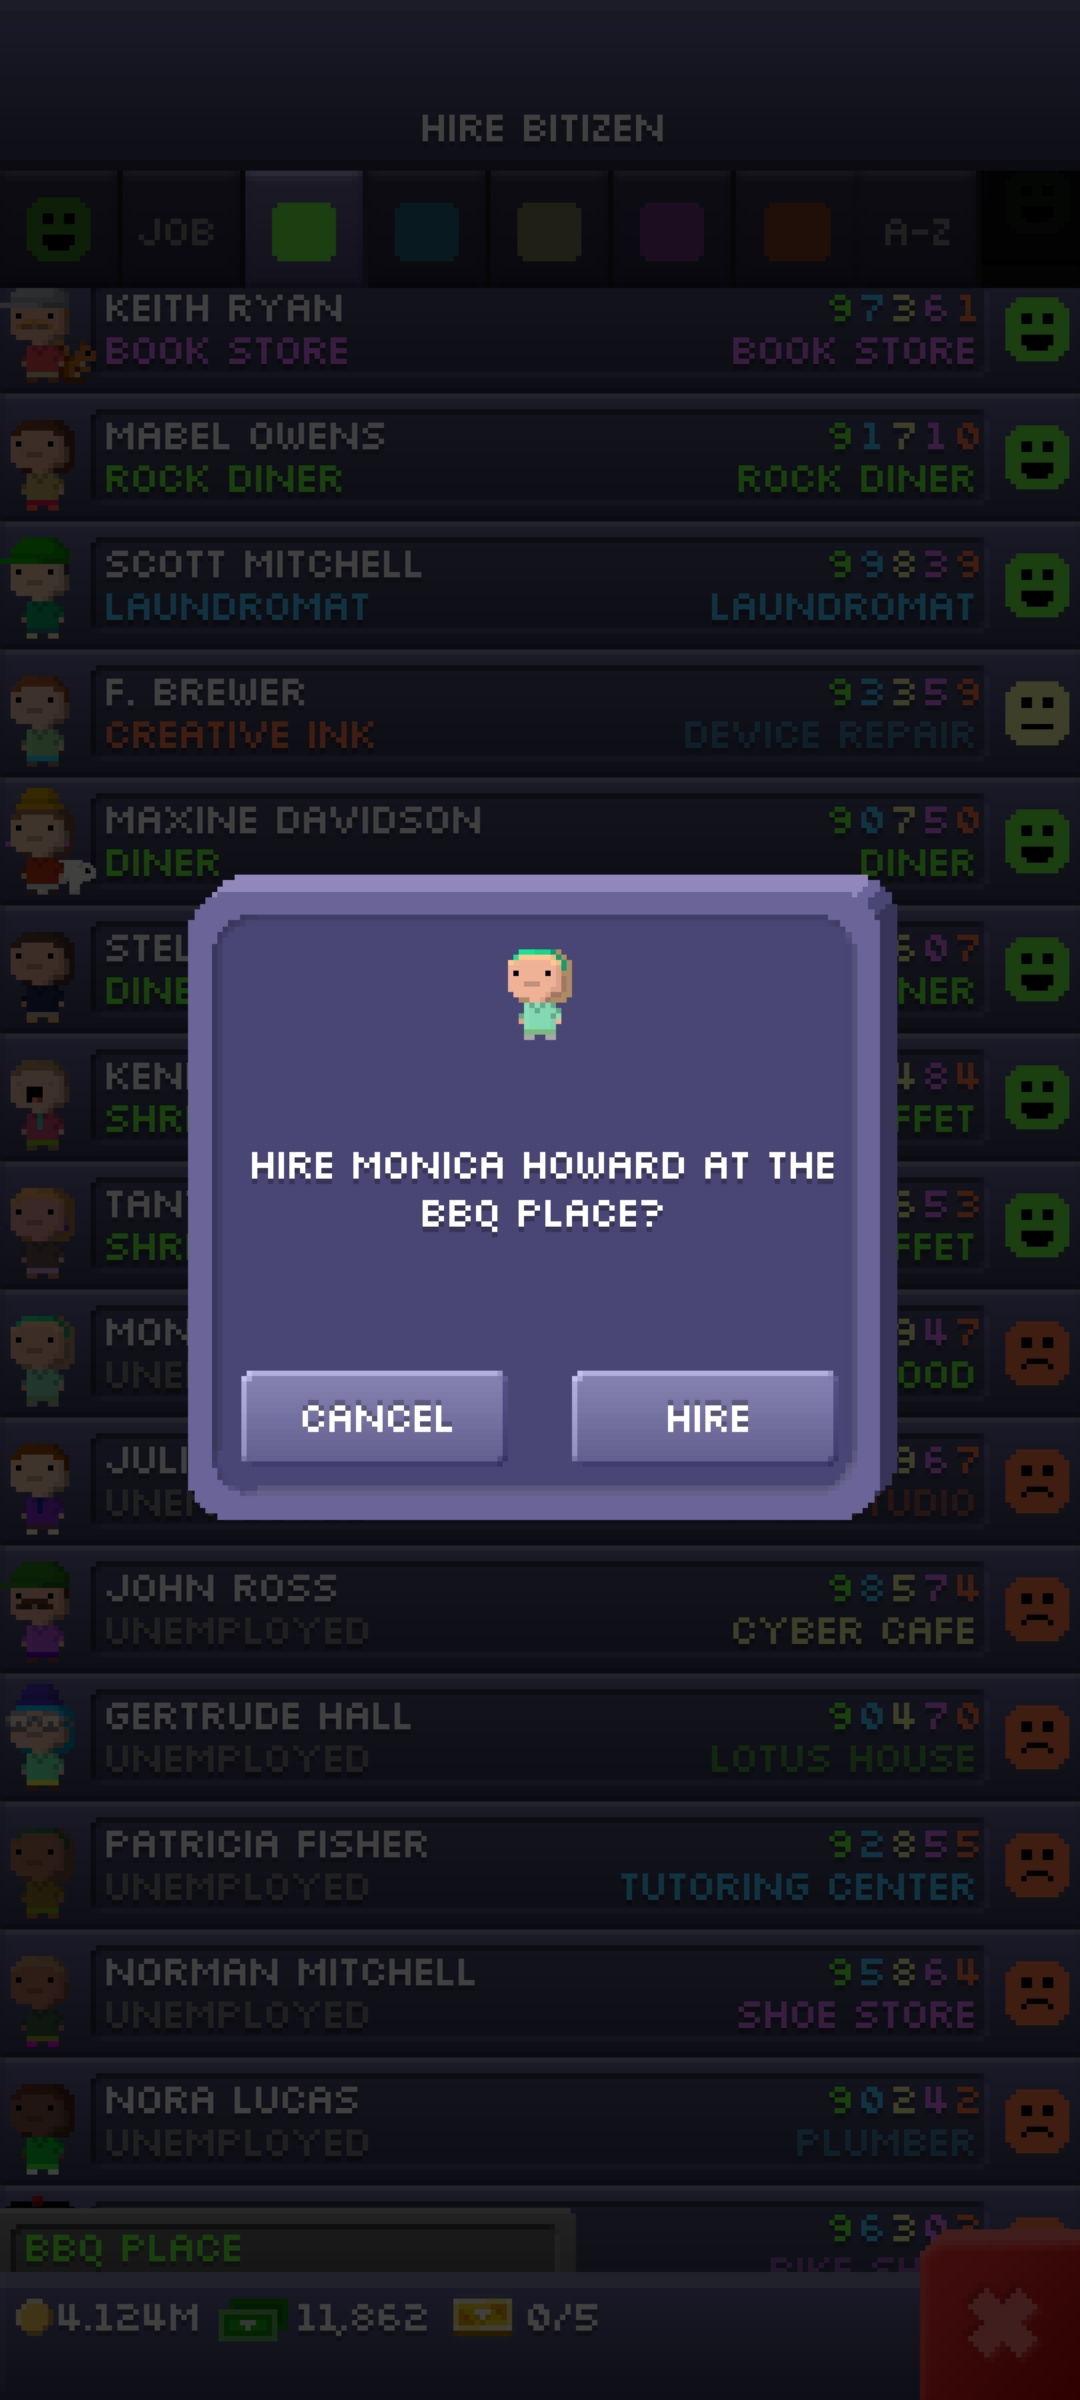 HIRE BITIZEN
JOB A-Z
KEITH RYAN 97361
BOOK STORE BOOK STORE
MABEL OWENS 91710
ROCK DINER ROCK DINER
SCOTT MITCHELL 99839
LAUNDROMAT LAUNDROMAT
F. BREWER 93359
CREATIVE INK DEVICE REPAIR
MAXINE DAVIDSON 90750
DINER DINER
HIRE MONICA HOWARD AT THE
BBQ PLACE?
CANCEL HIRE
JOHN ROSS 98574
UNEMPLOYED CYBER CAFE
GERTRUDE HALL 90470
UNEMPLOYED LOTUS HOUSE
PATRICIA FISHER 92855
UNEMPLOYED TUTORING CENTER
NORMAN MITCHELL 95864
UNEMPLOYED SHOE STORE
NORA LUCAS 90242
UNEMPLOYED PLUMBER
BBQ PLACE
4.124M 11,862 0/5